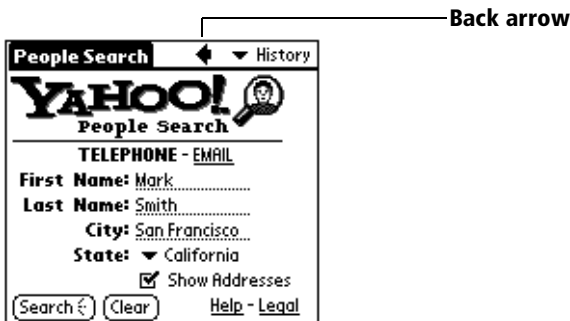 Back arrow
People Search History
YAHOO!
People Search
TELEPHONE - EMAIL
First Name: Mark
Last Name: Smith
City: San Francisco
State: California
Show Addresses
Search Clear Help - Legal